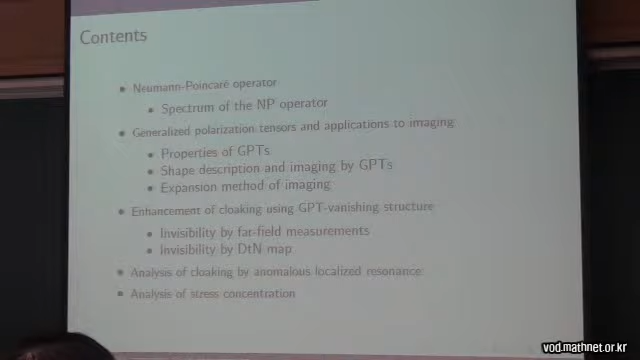 Contents
Neumann-Poincaré operator
Spectrum of the NP operator
Generalized polarization tensors and applications to imaging
Properties of GPTs
Shape description and imaging by GPTs
Expansion method of imaging
Enhancement of cloaking using GPT-vanishing structure
Invisibility by far-field measurements
Invisibility by DtN map
Analysis of cloaking by anomalous localized resonance
Analysis of stress concentration
vod.mathnet.or.kr